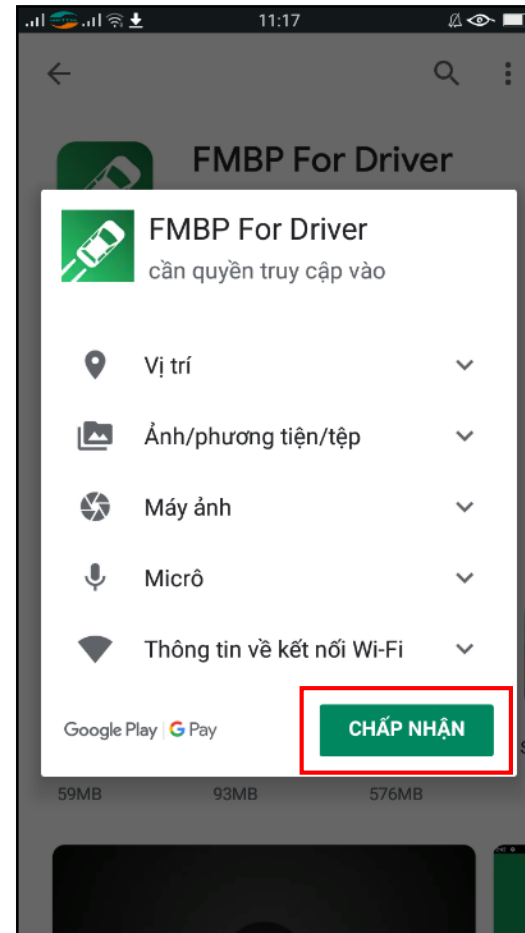 11:17
FMBP For Driver
FMBP For Driver
cần quyền truy cập vào
Vị trí
Ảnh/phương tiện/tệp
Máy ảnh
Micrô
Thông tin về kết nối Wi-Fi
Google Play | G Pay
CHẤP NHẬN
59MB 93MB 576MB